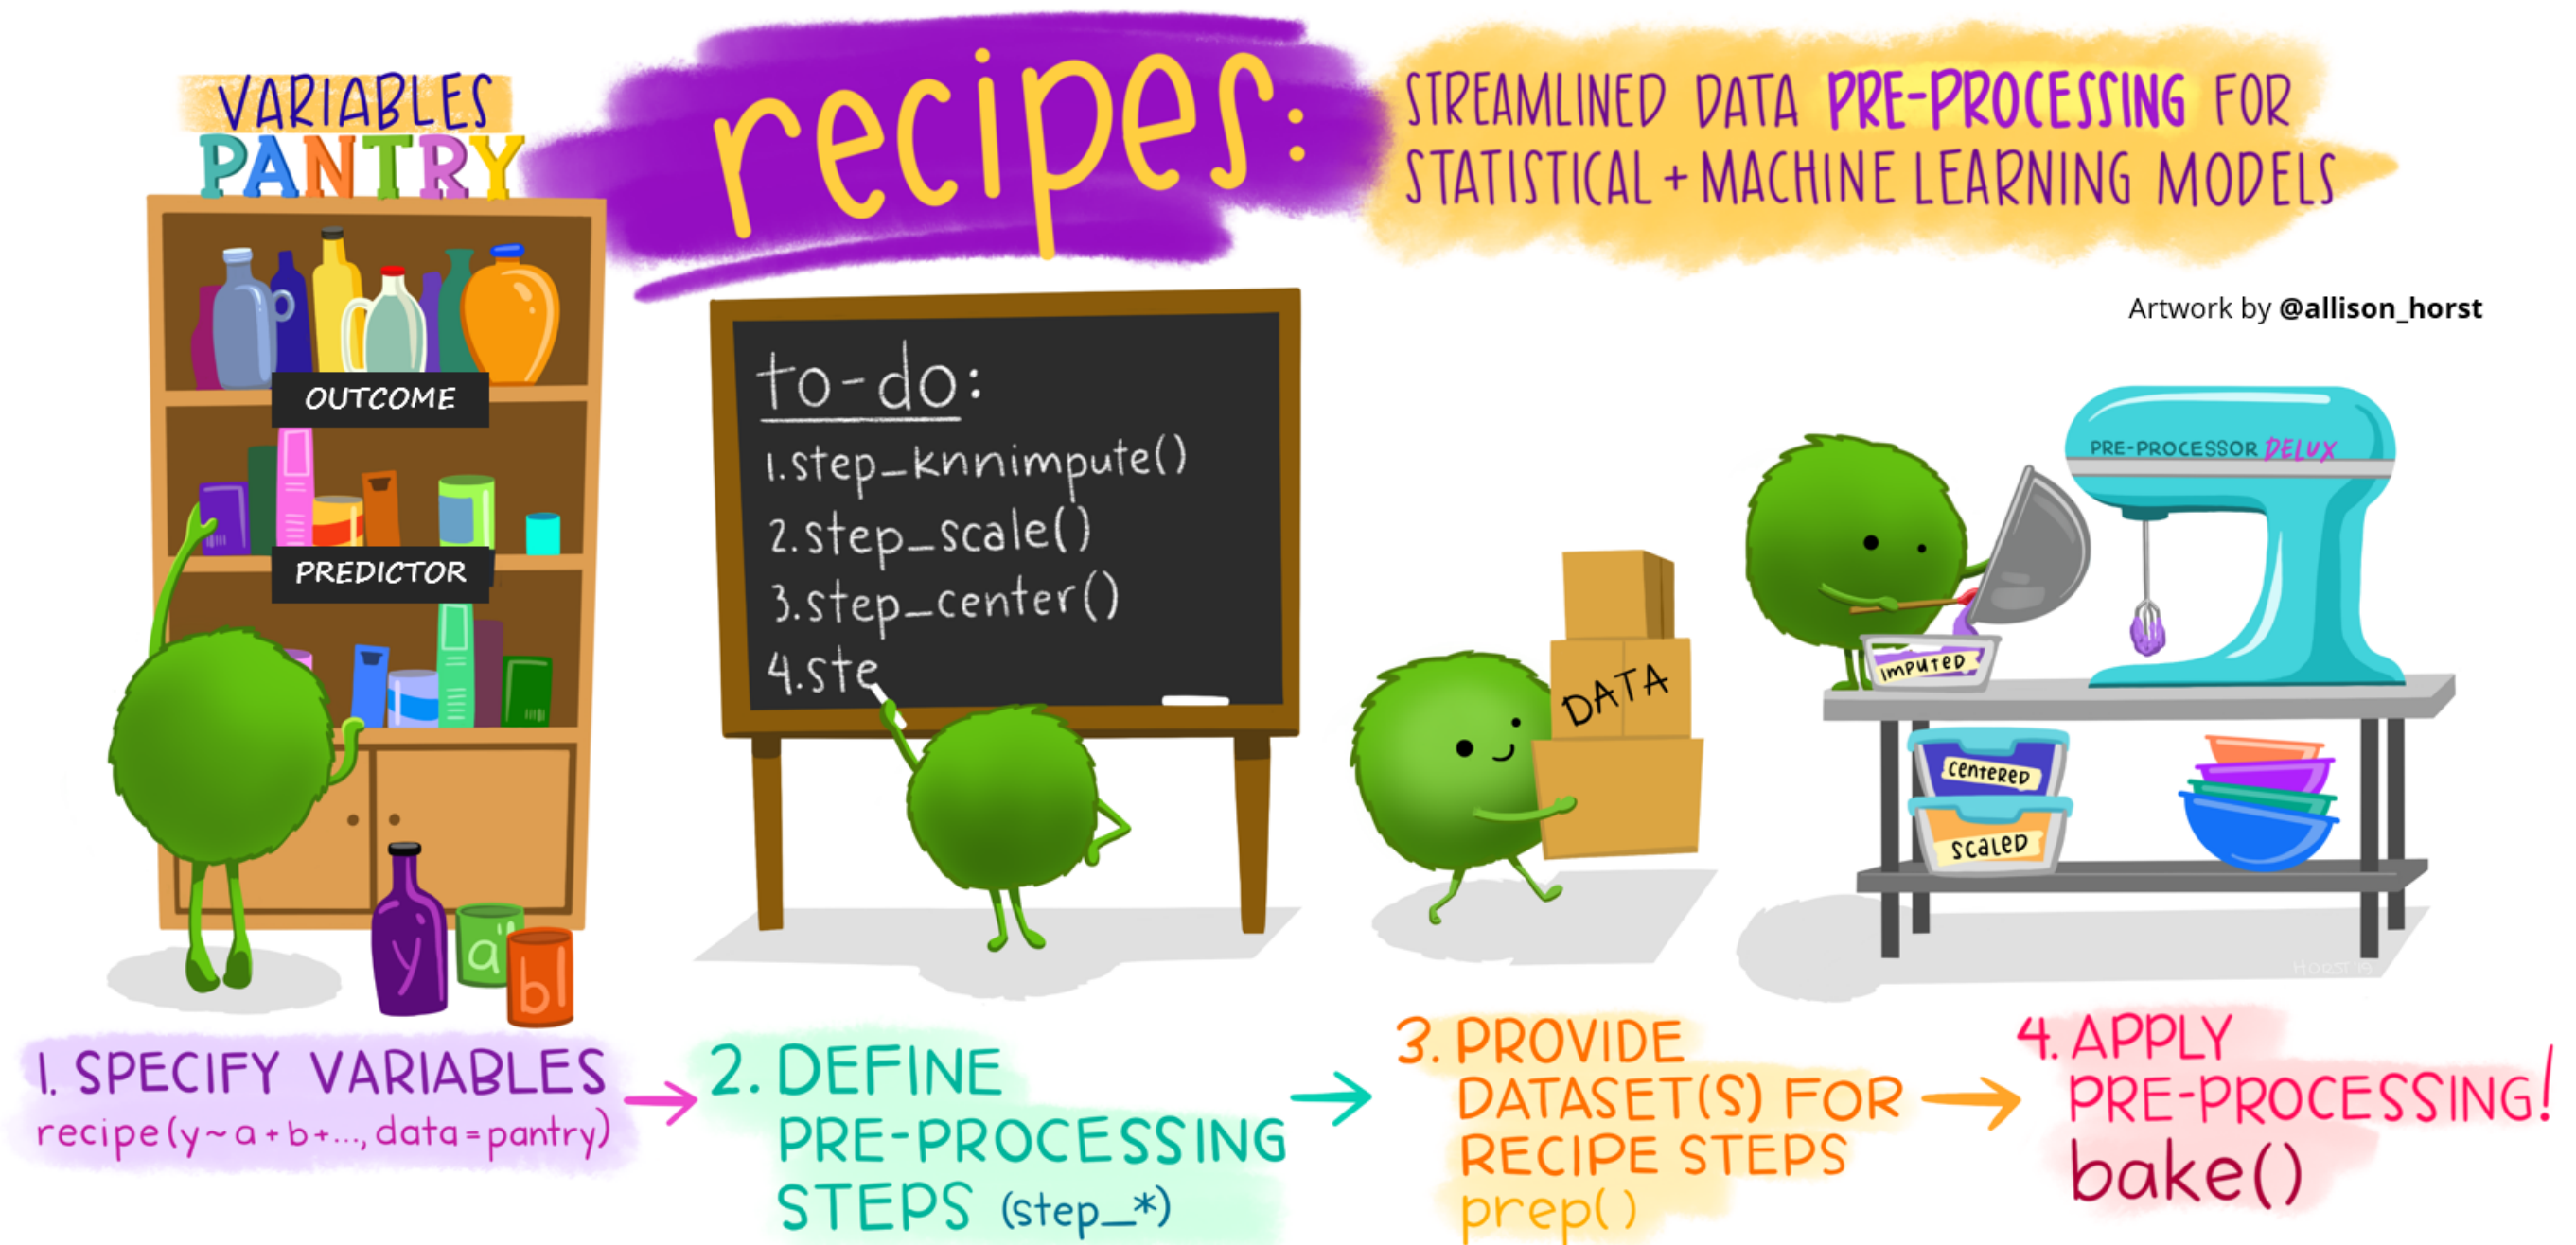 VARIABLES
PANTRY
recipes:
STREAMLINED DATA PRE-PROCESSING FOR
STATISTICAL + MACHINE LEARNING MODELS
Artwork by @allison_horst
OUTCOME
PREDICTOR
y
a
b
to-do:
1.step_knnimpute()
2.step_scale()
3.step_center()
4.ste
DATA
PRE-PROCESSOR DELUX
IMPUTED
CENTERED
SCALED
HORST 19
1. SPECIFY VARIABLES
recipe(y~a+b+..., data=pantry)
2. DEFINE
PRE-PROCESSING
STEPS (step_*)
3. PROVIDE
DATASET(S) FOR
RECIPE STEPS
prep()
4. APPLY
PRE-PROCESSING!
bake()